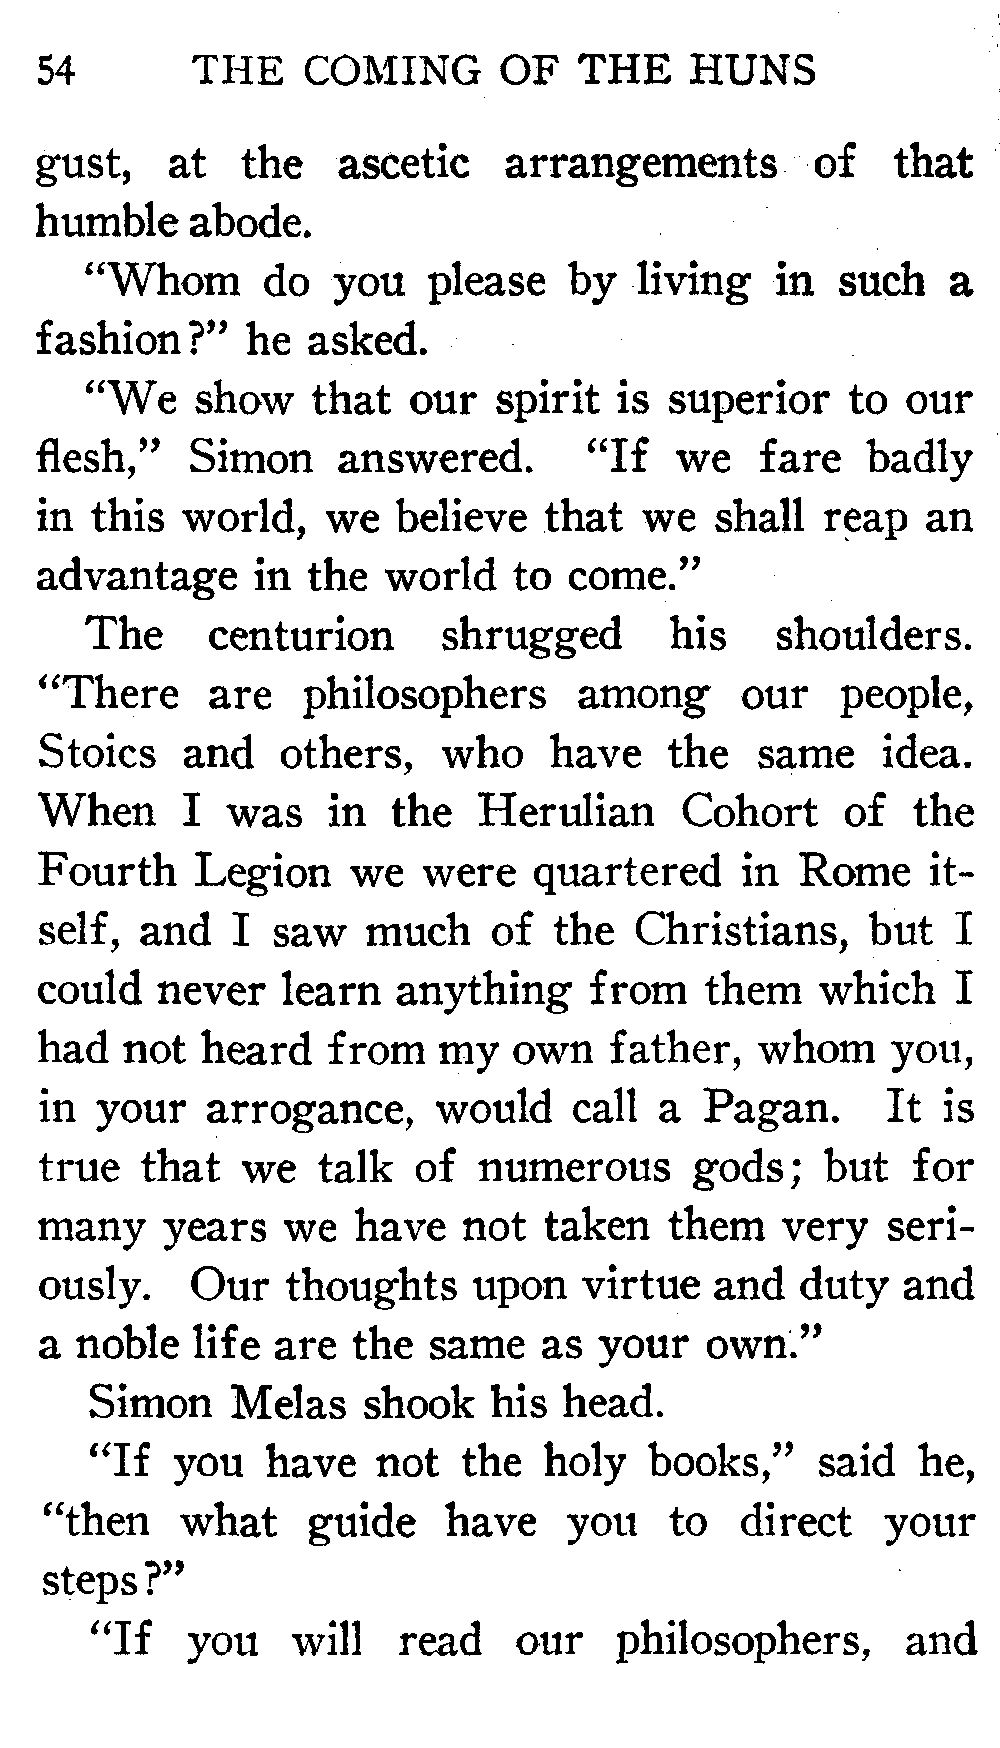 54 THE COMING OF THE HUNS
gust, at the ascetic arrangements of that
humble abode.
"Whom do you please by living in such a
fashion?" he asked.
"We show that our spirit is superior to our
flesh," Simon answered. "If we fare badly
in this world, we believe that we shall reap an
advantage in the world to come."
The centurion shrugged his shoulders.
"There are philosophers among our people,
Stoics and others, who have the same idea.
When I was in the Herulian Cohort of the
Fourth Legion we were quartered in Rome it-
self, and I saw much of the Christians, but I
could never learn anything from them which I
had not heard from my own father, whom you,
in your arrogance, would call a Pagan. It is
true that we talk of numerous gods; but for
many years we have not taken them very seri-
ously. Our thoughts upon virtue and duty and
a noble life are the same as your own."
Simon Melas shook his head.
"If you have not the holy books," said he,
"then what guide have you to direct your
steps?"
"If you will read our philosophers, and